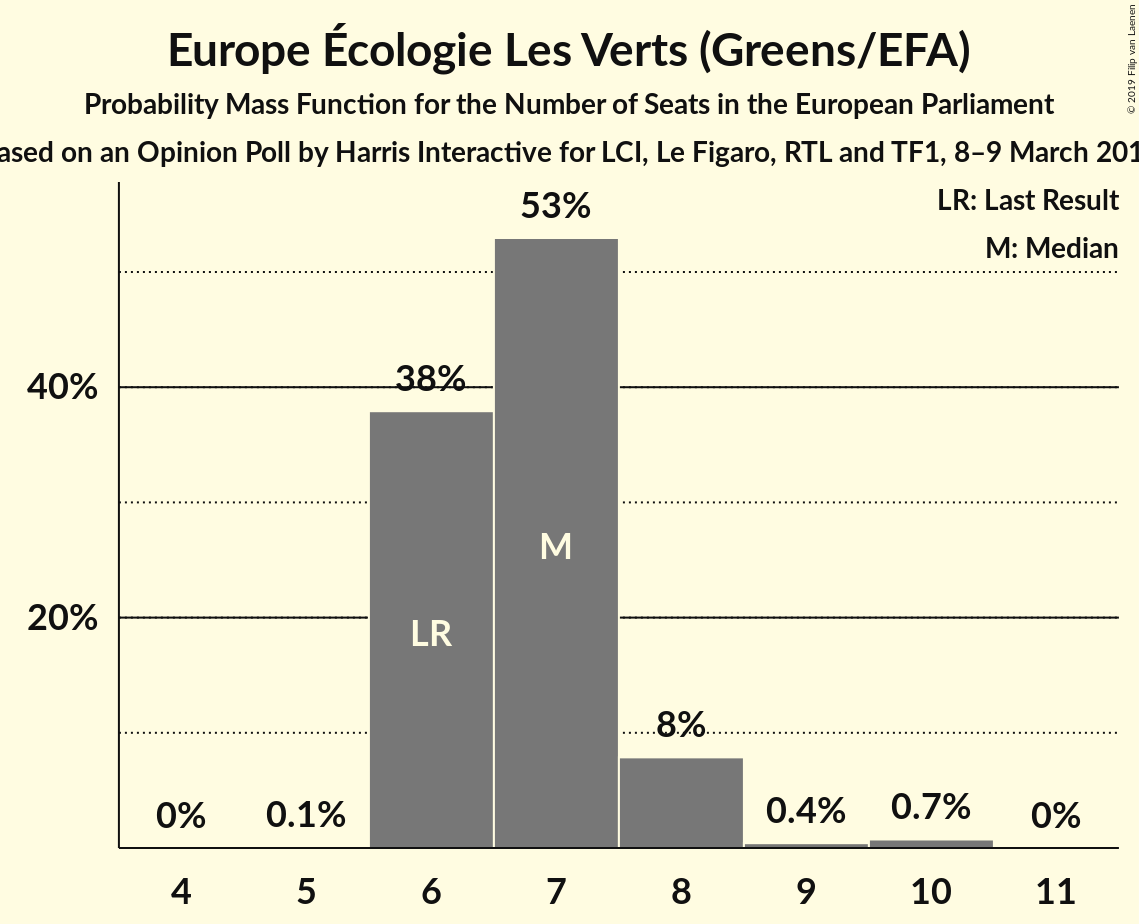 Europe Écologie Les Verts (Greens/EFA)
Probability Mass Function for the Number of Seats in the European Parliament
ased on an Opinion Poll by Harris Interactive for LCI, Le Figaro, RTL and TF1, 8–9 March 201
© 2019 Filip van Laenen
LR: Last Result
M: Median
53%
38%
40%
M
20%
LR
8%
0%
0.1%
0.4%
0.7%
0%
4 5 6 7 8 9 10 11